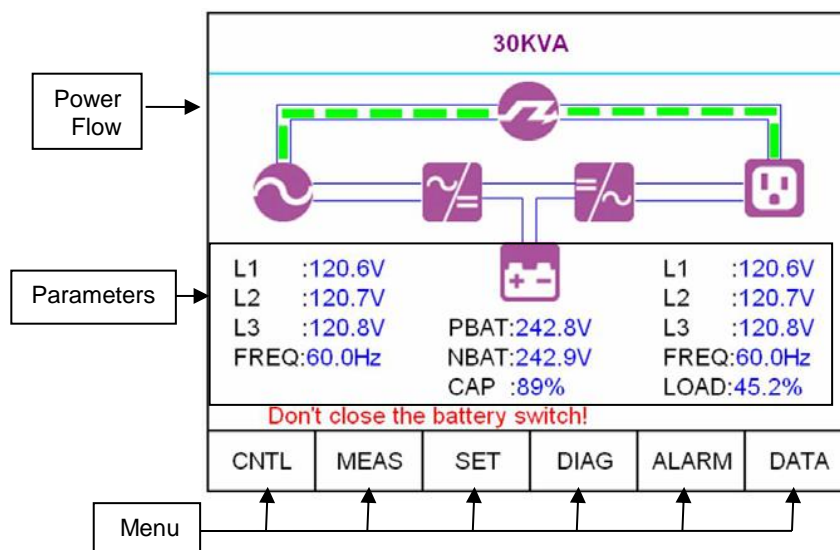 30KVA
Power
Flow
Parameters
L1 :120.6V
L2 :120.7V
L3 :120.8V
FREQ:60.0Hz
PBAT:242.8V
NBAT:242.9V
CAP :89%
L1 :120.6V
L2 :120.7V
L3 :120.8V
FREQ:60.0Hz
LOAD:45.2%
Don't close the battery switch!
CNTL MEAS SET DIAG ALARM DATA
Menu